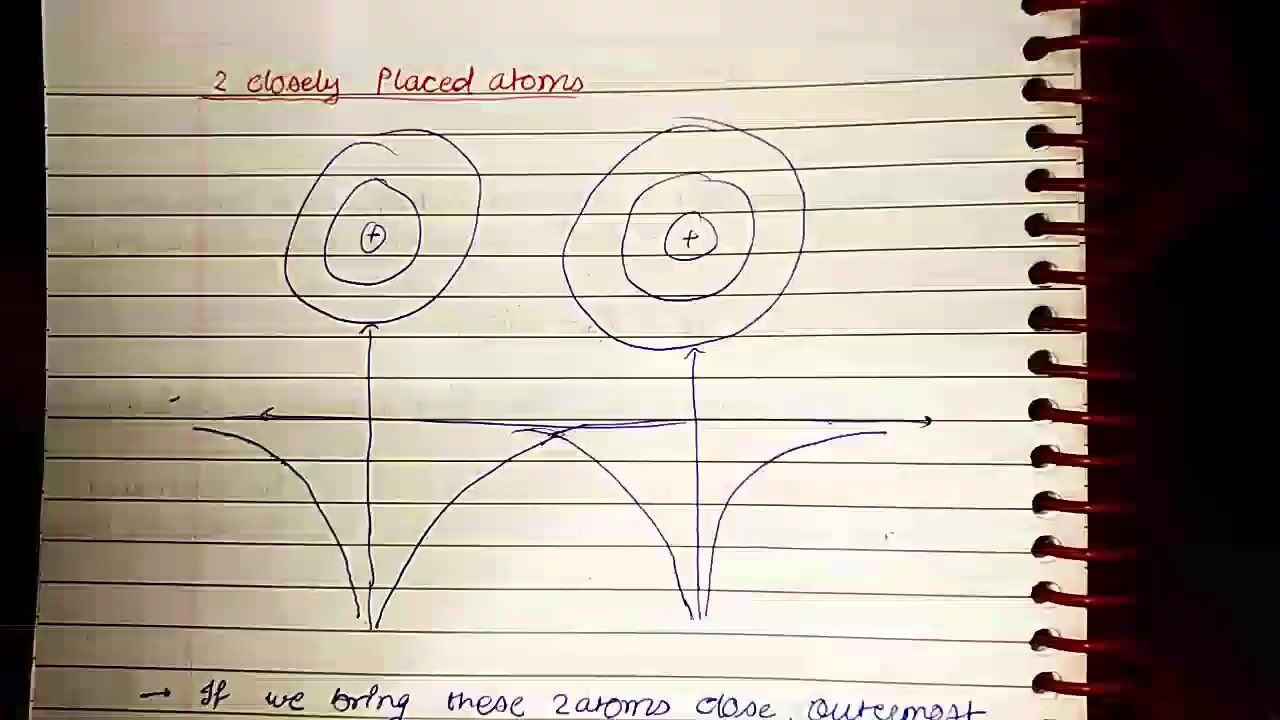 2 closely Placed atoms
+ +
→ If we bring these 2 atoms close, outermost